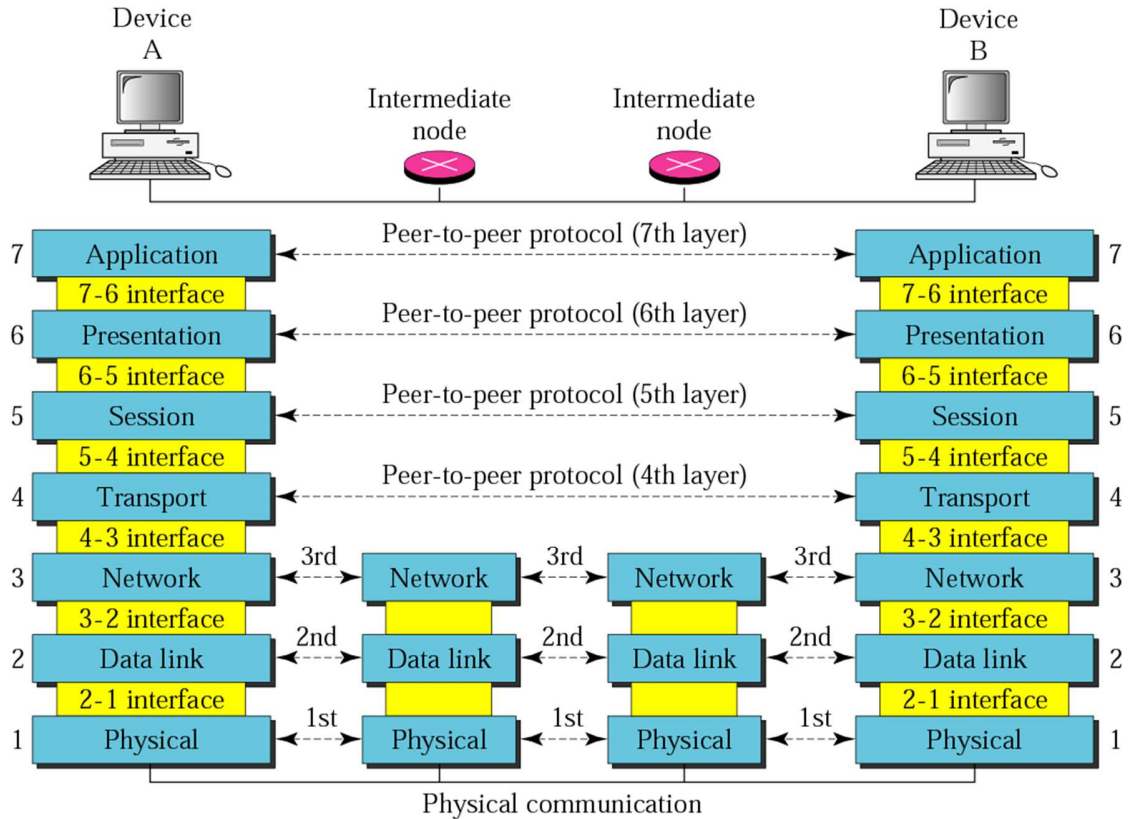 Device
A
Device
B
Intermediate
node
Intermediate
node
Peer-to-peer protocol (7th layer)
7 Application Application 7
7-6 interface 7-6 interface
Peer-to-peer protocol (6th layer)
6 Presentation Presentation 6
6-5 interface 6-5 interface
Peer-to-peer protocol (5th layer)
5 Session Session 5
5-4 interface 5-4 interface
Peer-to-peer protocol (4th layer)
4 Transport Transport 4
4-3 interface 4-3 interface
3rd 3rd 3rd
3 Network Network Network Network 3
3-2 interface 3-2 interface
2nd 2nd 2nd
2 Data link Data link Data link Data link 2
2-1 interface 2-1 interface
1st 1st 1st
1 Physical Physical Physical Physical 1
Physical communication